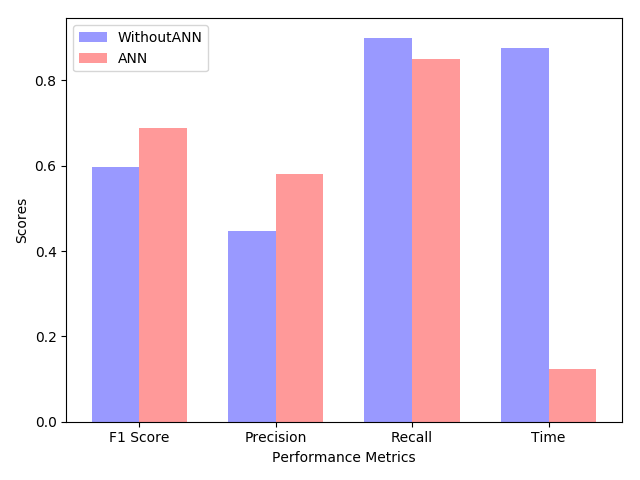 WithoutANN
ANN
0.8
0.6
0.4
0.2
0.0
Scores
F1 Score Precision Recall Time
Performance Metrics